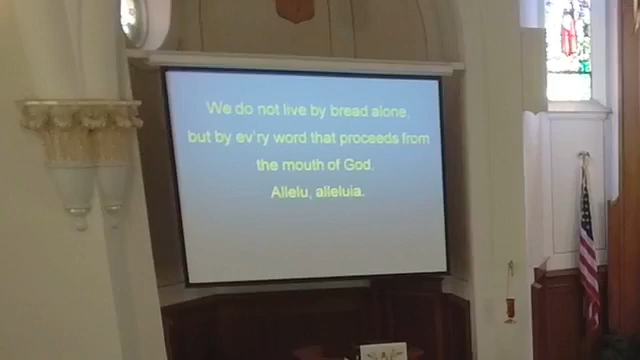 We do not live by bread alone,
but by ev'ry word that proceeds from
the mouth of God.
Allelu, alleluia.